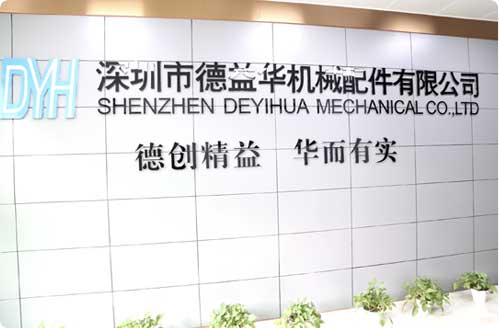 DYH
深圳市德益华机械配件有限公司
SHENZHEN DEYIHUA MECHANICAL CO.,LTD
德创精益 华而有实